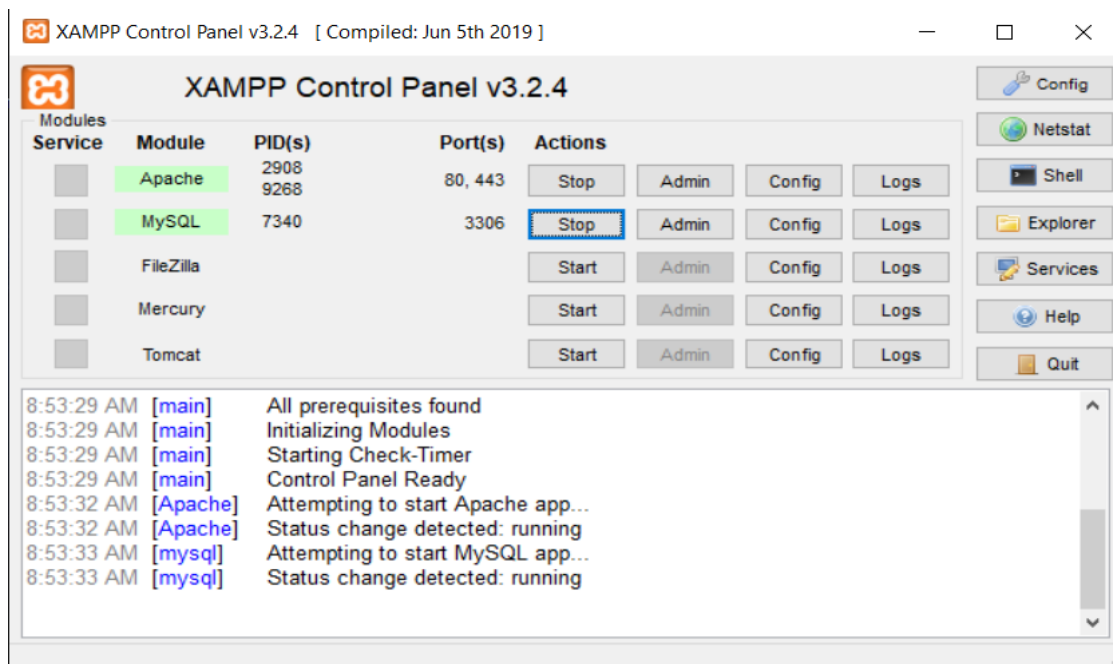 XAMPP Control Panel v3.2.4 [ Compiled: Jun 5th 2019 ]
XAMPP Control Panel v3.2.4
Config
Modules
Service Module PID(s) Port(s) Actions
Netstat
Apache 2908 9268 80, 443 Stop Admin Config Logs
Shell
MySQL 7340 3306 Stop Admin Config Logs
Explorer
FileZilla Start Admin Config Logs
Services
Mercury Start Admin Config Logs
Help
Tomcat Start Admin Config Logs
Quit
8:53:29 AM [main] All prerequisites found
8:53:29 AM [main] Initializing Modules
8:53:29 AM [main] Starting Check-Timer
8:53:29 AM [main] Control Panel Ready
8:53:32 AM [Apache] Attempting to start Apache app...
8:53:32 AM [Apache] Status change detected: running
8:53:33 AM [mysql] Attempting to start MySQL app...
8:53:33 AM [mysql] Status change detected: running